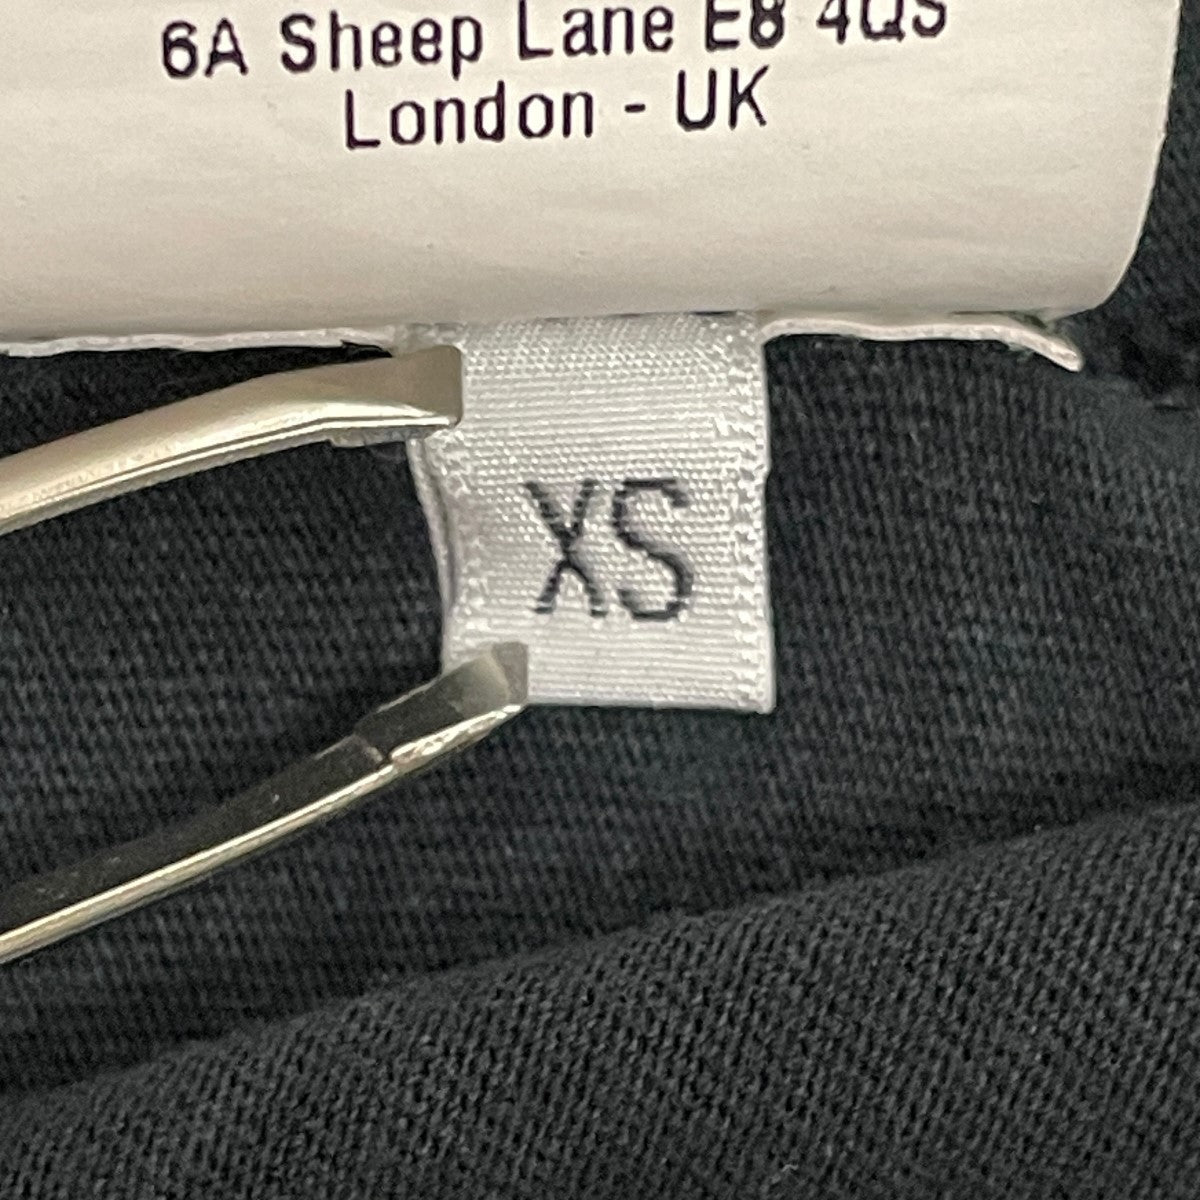 6A Sheep Lane E8 4QS
London - UK
XS